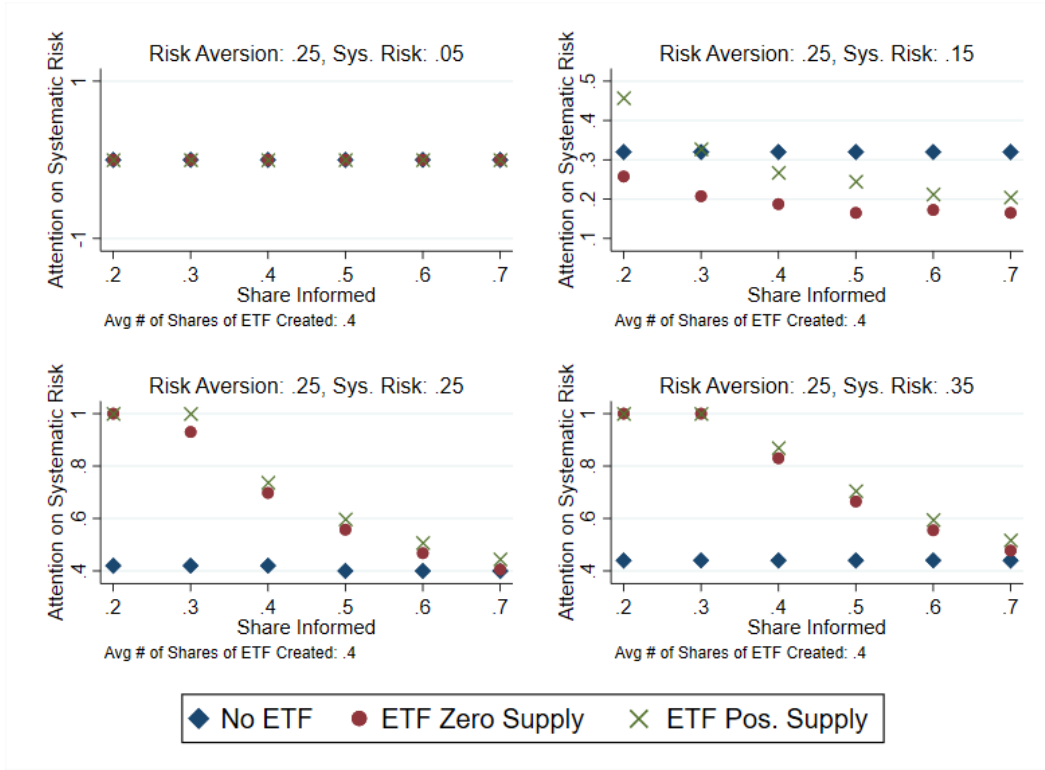 Risk Aversion: .25, Sys. Risk: .05
Attention on Systematic Risk
1
-1
.2 .3 .4 .5 .6 .7
Share Informed
Avg # of Shares of ETF Created: .4
Risk Aversion: .25, Sys. Risk: .15
Attention on Systematic Risk
.5
.4
.3
.2
.1
.2 .3 .4 .5 .6 .7
Share Informed
Avg # of Shares of ETF Created: .4
Risk Aversion: .25, Sys. Risk: .25
Attention on Systematic Risk
1
.8
.6
.4
.2 .3 .4 .5 .6 .7
Share Informed
Avg # of Shares of ETF Created: .4
Risk Aversion: .25, Sys. Risk: .35
Attention on Systematic Risk
1
.8
.6
.4
.2 .3 .4 .5 .6 .7
Share Informed
Avg # of Shares of ETF Created: .4
No ETF ETF Zero Supply ETF Pos. Supply